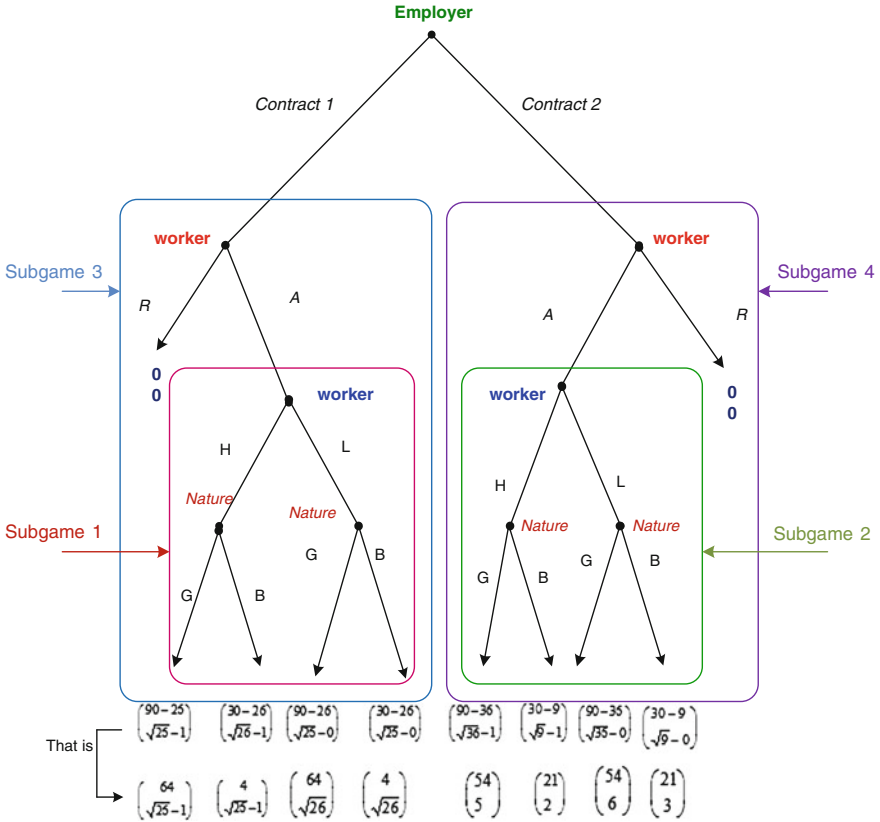 Employer
Contract 1 Contract 2
worker worker
Subgame 3 Subgame 4
R A A R
0 0
0 0
worker worker
H L H L
Nature Nature Nature Nature
Subgame 1 Subgame 2
G B G B G B G B
90−25 30−26 90−26 30−26 90−36 30−9 90−36 30−9
√25−1 √26−1 √25−0 √25−0 √36−1 √9−1 √36−0 √9−0
That is
64 4 64 4 54 21 54 21
√25−1 √25−1 √26 √26 5 2 6 3